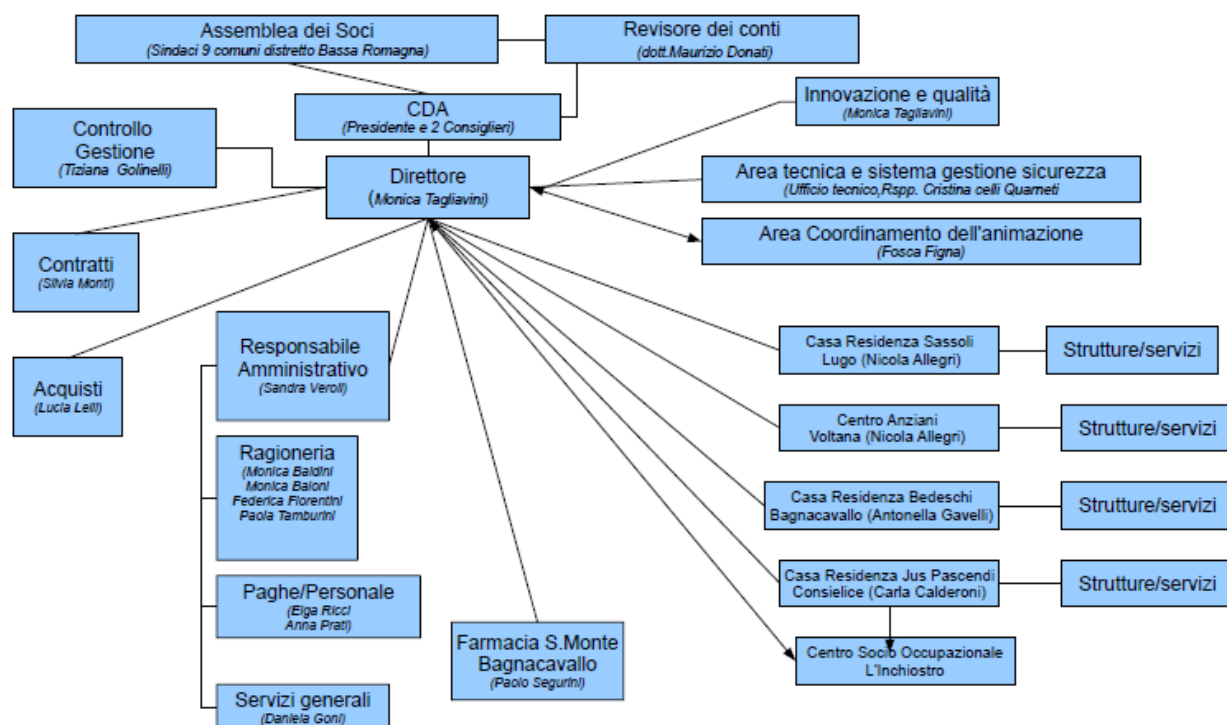 Assemblea dei Soci
(Sindaci 9 comuni distretto Bassa Romagna)
Revisore dei conti
(dott.Maurizio Donati)
CDA
(Presidente e 2 Consiglieri)
Innovazione e qualità
(Monica Tagliavini)
Controllo
Gestione
(Tiziana Golinelli)
Direttore
(Monica Tagliavini)
Area tecnica e sistema gestione sicurezza
(Ufficio tecnico,Rspp. Cristina celli Quarneti
Area Coordinamento dell'animazione
(Fosca Figna)
Contratti
(Silvia Monti)
Acquisti
(Lucia Lelli)
Responsabile
Amministrativo
(Sandra Veroli)
Ragioneria
(Monica Baldini
Monica Baioni
Federica Fiorentini
Paola Tamburini
Paghe/Personale
(Elga Ricci
Anna Prati)
Servizi generali
(Daniela Goni)
Farmacia S.Monte
Bagnacavallo
(Paolo Segurini)
Casa Residenza Sassoli
Lugo (Nicola Allegri)
Strutture/servizi
Centro Anziani
Voltana (Nicola Allegri)
Strutture/servizi
Casa Residenza Bedeschi
Bagnacavallo (Antonella Gavelli)
Strutture/servizi
Casa Residenza Jus Pascendi
Consielice (Carla Calderoni)
Strutture/servizi
Centro Socio Occupazionale
L'Inchiostro